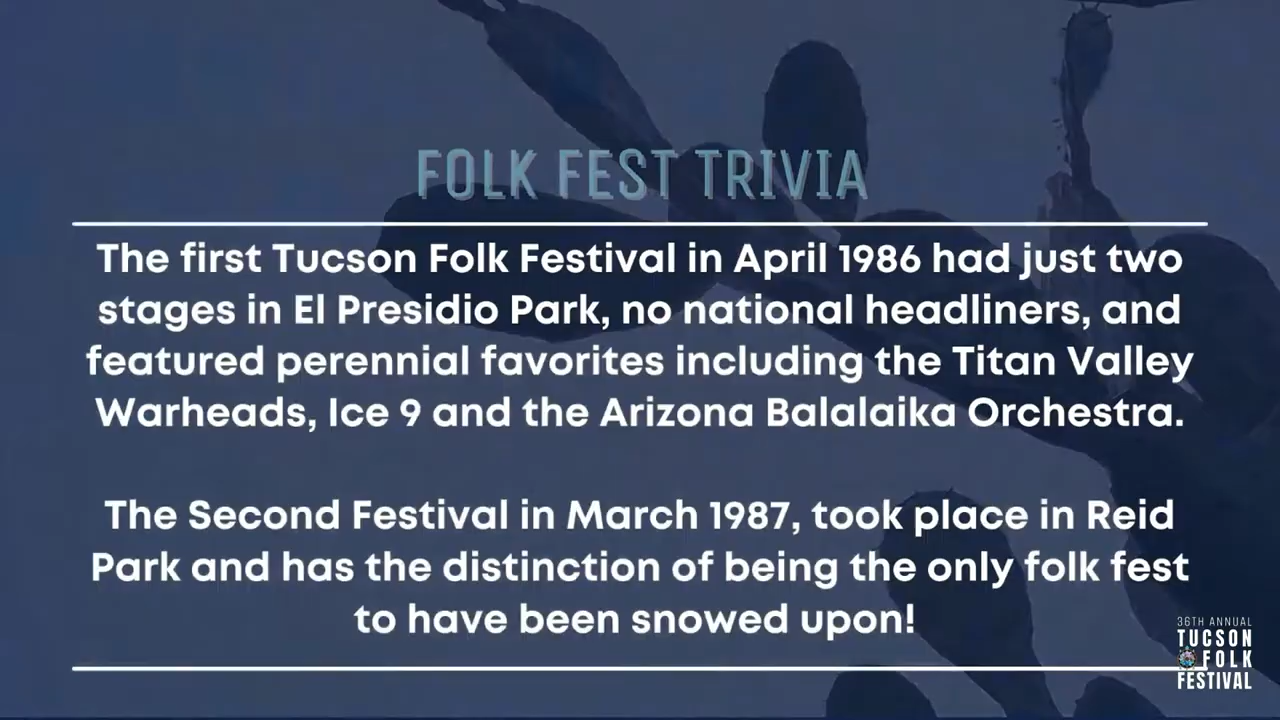 FOLK FEST TRIVIA
The first Tucson Folk Festival in April 1986 had just two
stages in El Presidio Park, no national headliners, and
featured perennial favorites including the Titan Valley
Warheads, Ice 9 and the Arizona Balalaika Orchestra.
The Second Festival in March 1987, took place in Reid
Park and has the distinction of being the only folk fest
to have been snowed upon!
36TH ANNUAL
TUCSON
FOLK
FESTIVAL